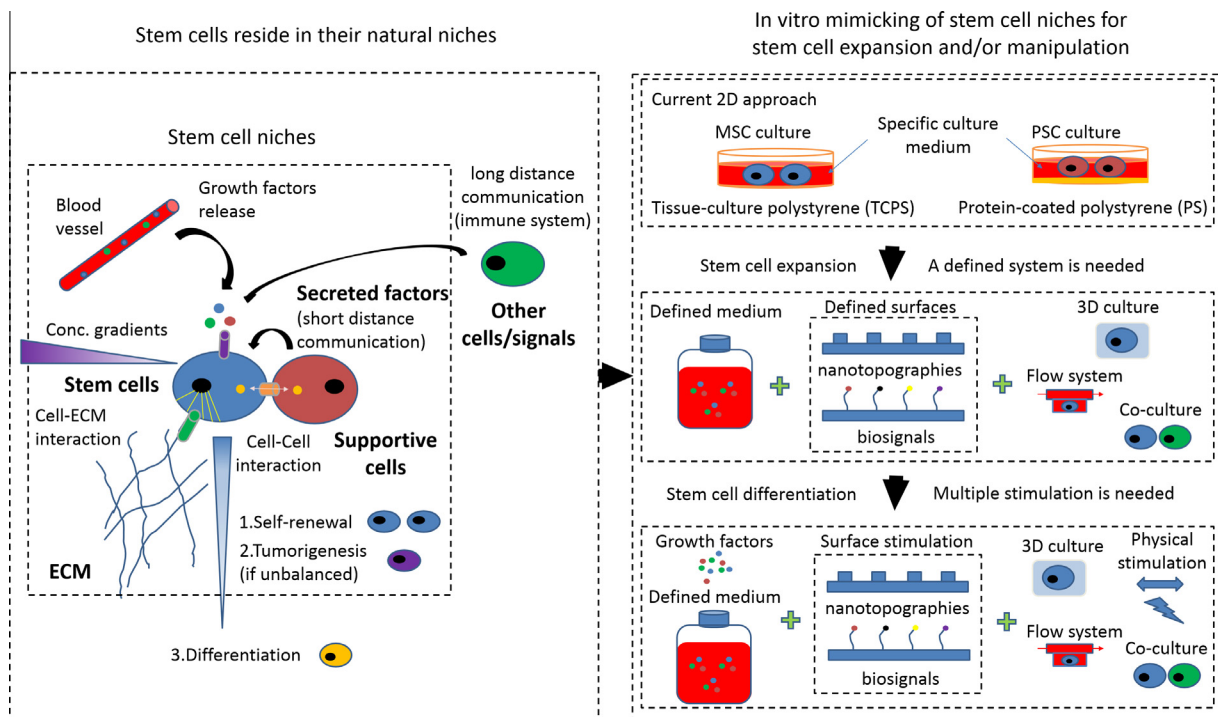 Stem cells reside in their natural niches
Stem cell niches
Blood
vessel
Growth factors
release
long distance
communication
(immune system)
Secreted factors
(short distance
communication)
Other
cells/signals
Conc. gradients
Stem cells
Cell-ECM
interaction
Cell-Cell
interaction
Supportive
cells
1.Self-renewal
2.Tumorigenesis
(if unbalanced)
ECM
3.Differentiation
In vitro mimicking of stem cell niches for
stem cell expansion and/or manipulation
Current 2D approach
MSC culture
Specific culture
medium
PSC culture
Tissue-culture polystyrene (TCPS)
Protein-coated polystyrene (PS)
Stem cell expansion
A defined system is needed
Defined medium
Defined surfaces
nanotopographies
biosignals
3D culture
Flow system
Co-culture
Stem cell differentiation
Multiple stimulation is needed
Growth factors
Defined medium
Surface stimulation
nanotopographies
biosignals
3D culture
Physical
stimulation
Flow system
Co-culture